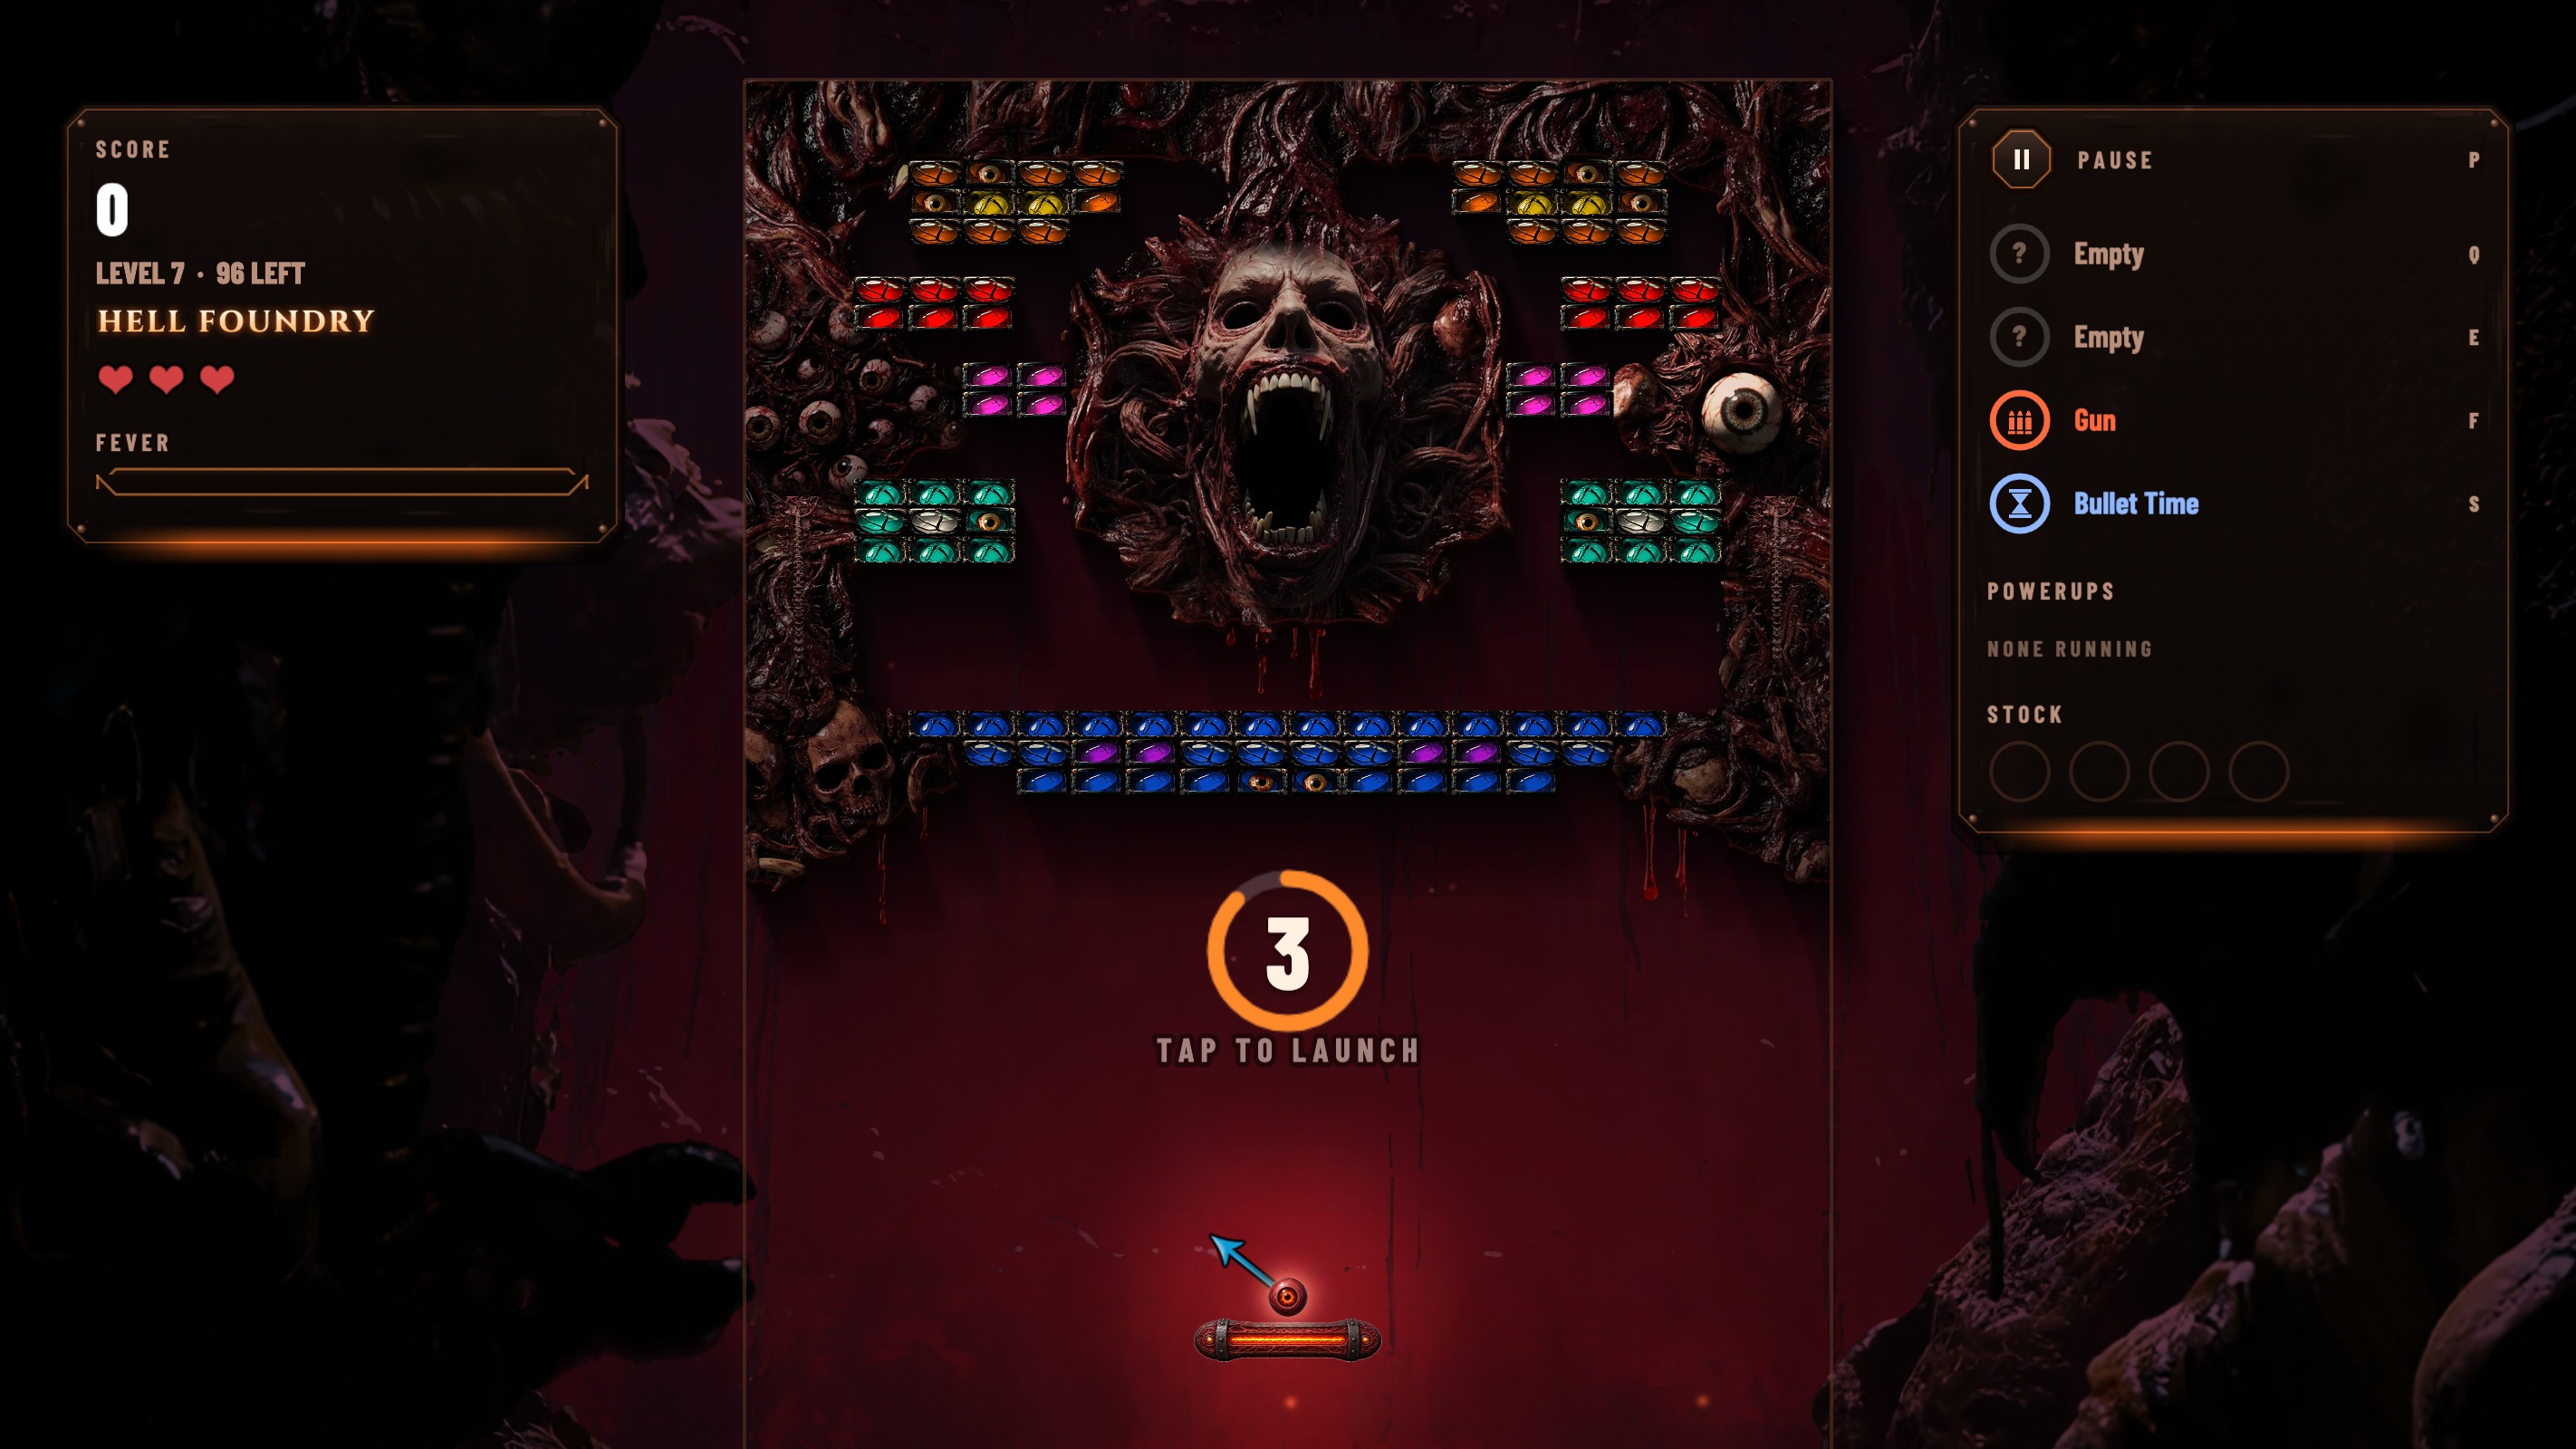 SCORE
0
LEVEL 7 · 96 LEFT
HELL FOUNDRY
FEVER
PAUSE P
? Empty Q
? Empty E
Gun F
Bullet Time S
POWERUPS
NONE RUNNING
STOCK
3
TAP TO LAUNCH